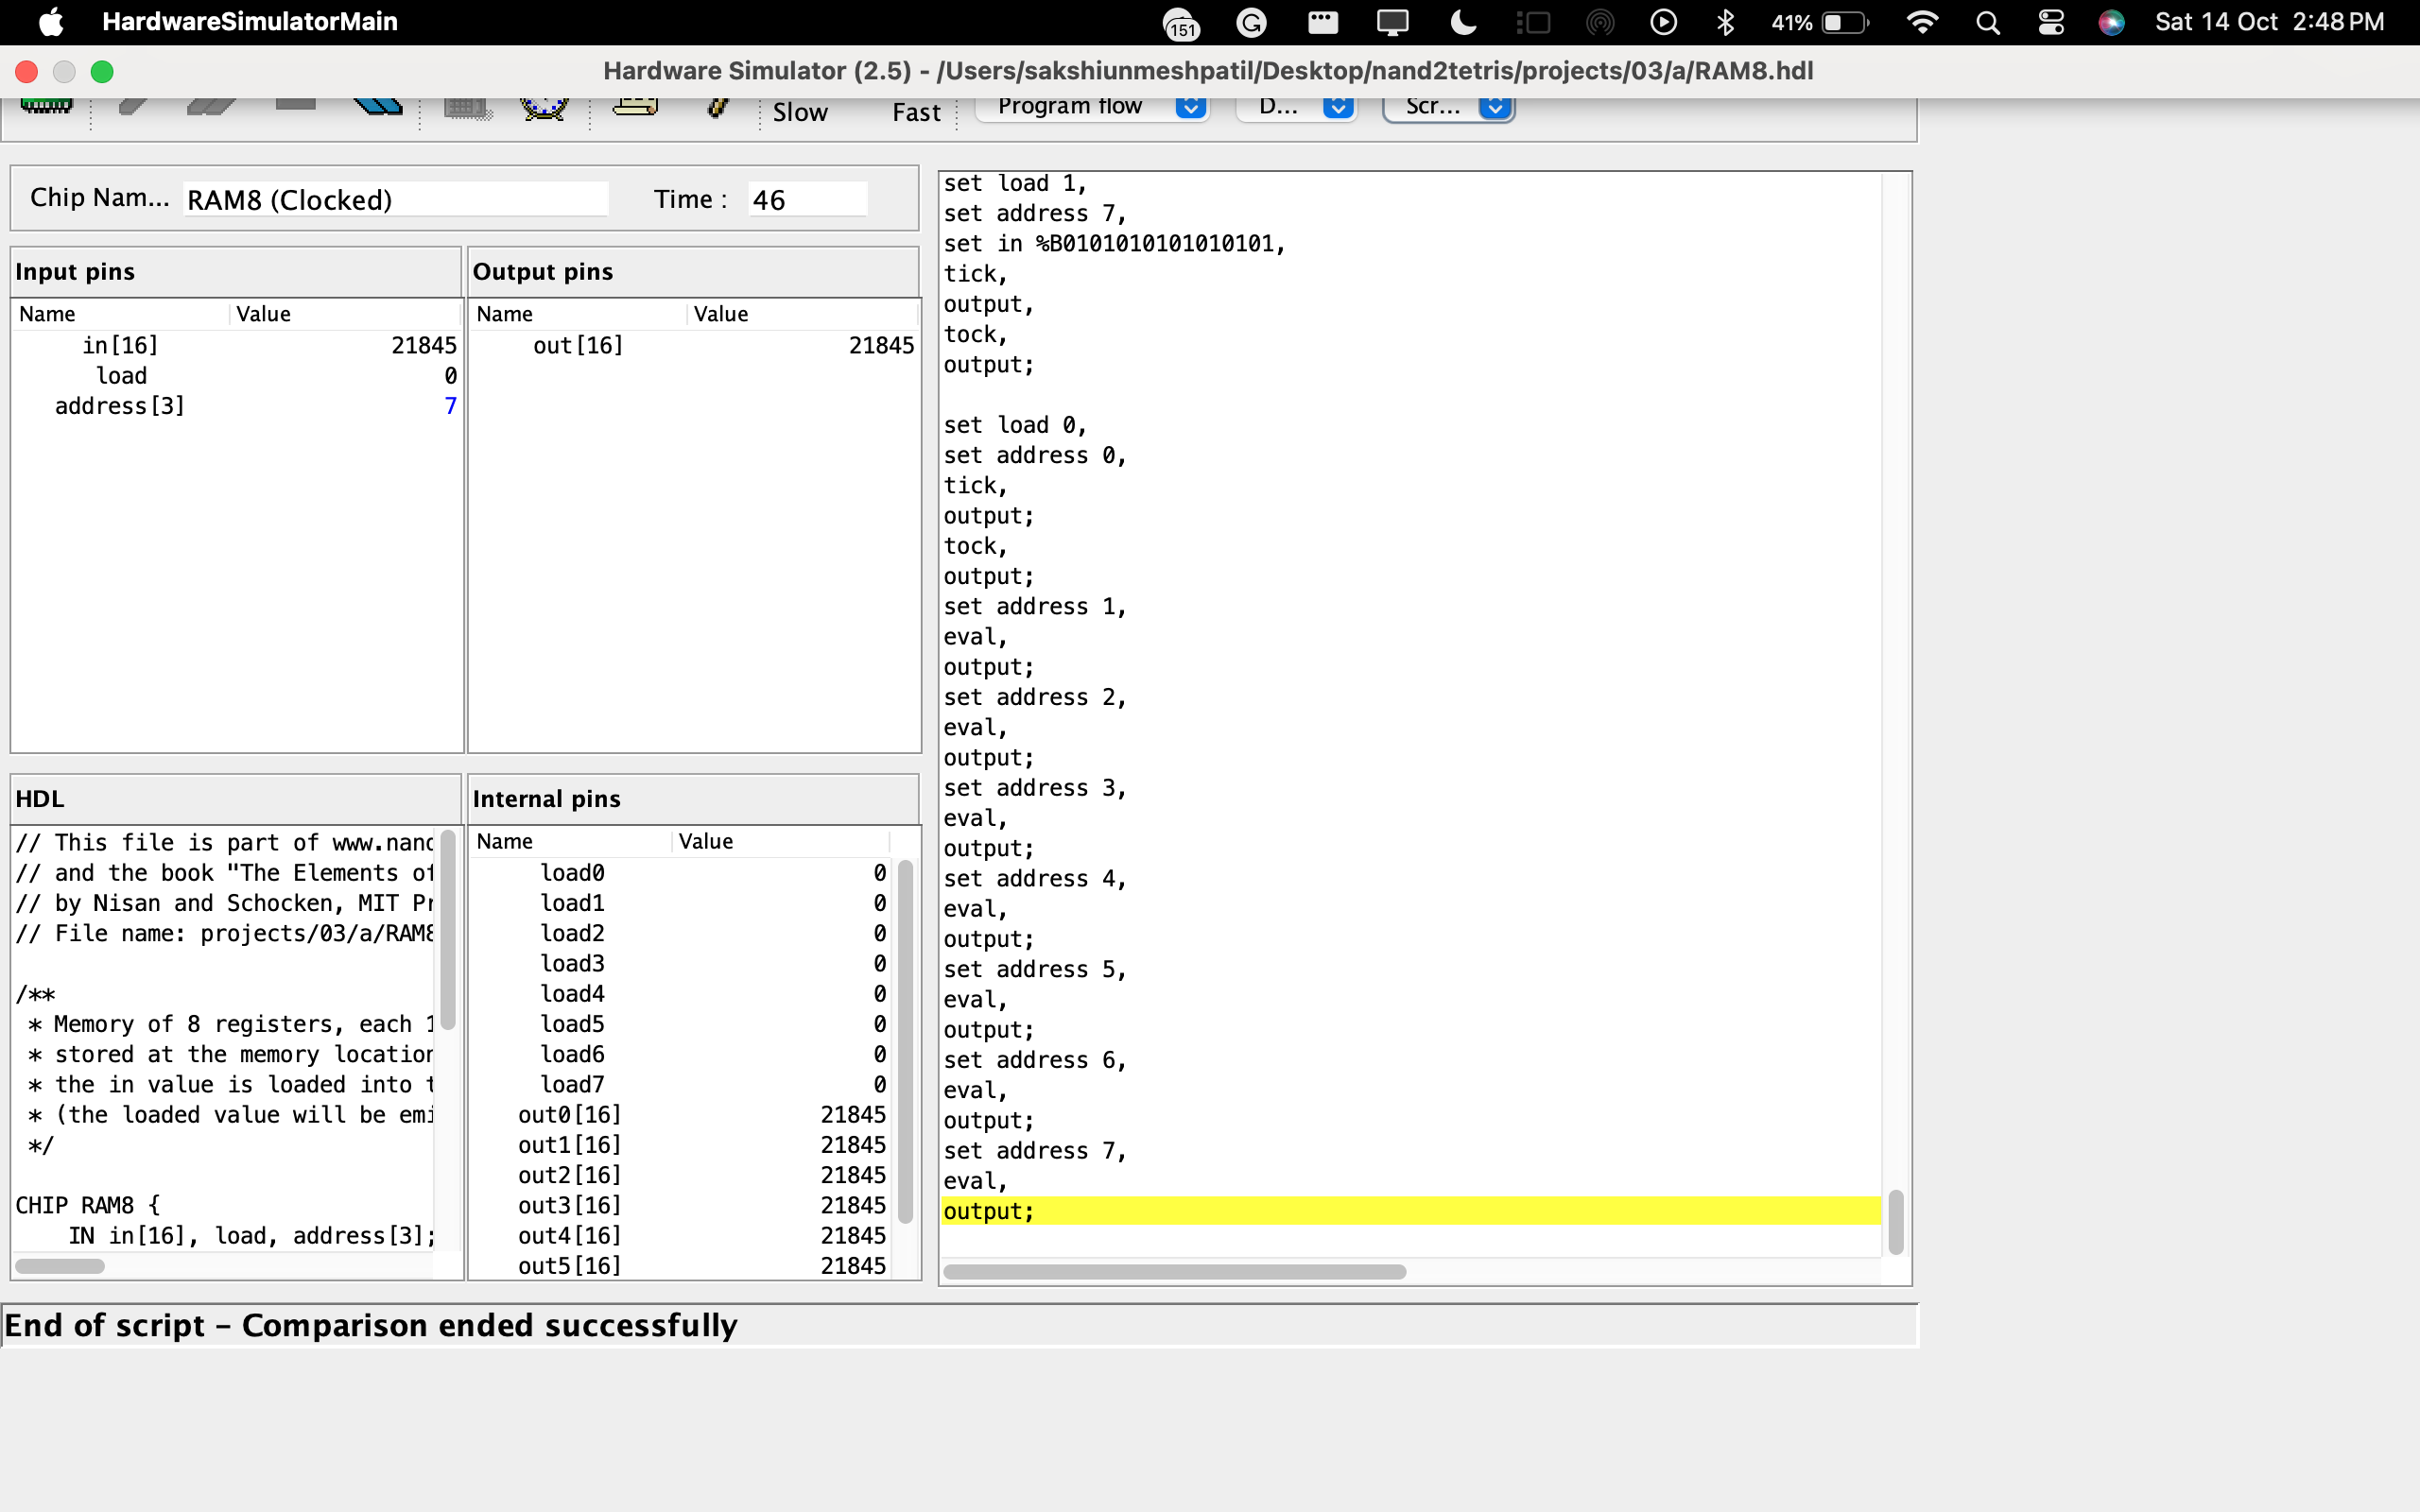 HardwareSimulatorMain
151
41%
Sat 14 Oct 2:48 PM
Hardware Simulator (2.5) - /Users/sakshiunmeshpatil/Desktop/nand2tetris/projects/03/a/RAM8.hdl
Slow Fast
Program flow
D...
Scr...
Chip Nam... RAM8 (Clocked)
Time : 46
Input pins
Name Value
in[16] 21845
load 0
address[3] 7
Output pins
Name Value
out[16] 21845
HDL
// This file is part of www.nand
// and the book "The Elements of
// by Nisan and Schocken, MIT Pr
// File name: projects/03/a/RAM8
/**
* Memory of 8 registers, each 1
* stored at the memory location
* the in value is loaded into t
* (the loaded value will be emi
*/
CHIP RAM8 {
IN in[16], load, address[3];
Internal pins
Name Value
load0 0
load1 0
load2 0
load3 0
load4 0
load5 0
load6 0
load7 0
out0[16] 21845
out1[16] 21845
out2[16] 21845
out3[16] 21845
out4[16] 21845
out5[16] 21845
set load 1,
set address 7,
set in %B0101010101010101,
tick,
output,
tock,
output;
set load 0,
set address 0,
tick,
output;
tock,
output;
set address 1,
eval,
output;
set address 2,
eval,
output;
set address 3,
eval,
output;
set address 4,
eval,
output;
set address 5,
eval,
output;
set address 6,
eval,
output;
set address 7,
eval,
output;
End of script - Comparison ended successfully